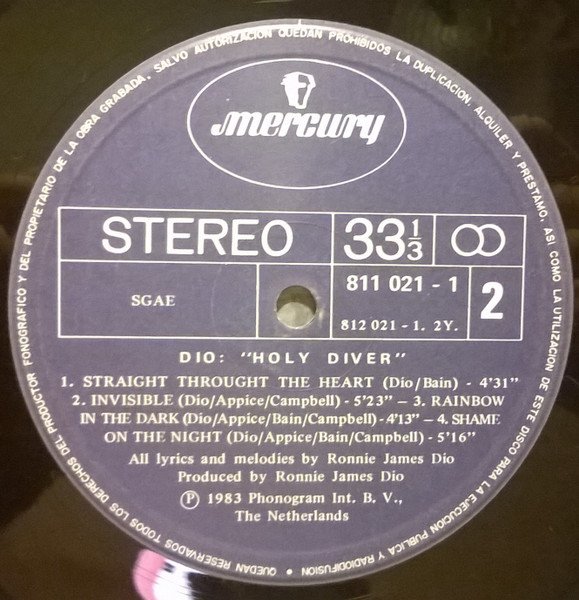 mercury
STEREO
33 1/3
SGAE
811 021 - 1
812 021 - 1. 2Y.
2
DIO: "HOLY DIVER"
1. STRAIGHT THROUGHT THE HEART (Dio/Bain) - 4'31"
2. INVISIBLE (Dio/Appice/Campbell) - 5'23" – 3. RAINBOW
IN THE DARK (Dio/Appice/Bain/Campbell) - 4'13" – 4. SHAME
ON THE NIGHT (Dio/Appice/Bain/Campbell) - 5'16"
All lyrics and melodies by Ronnie James Dio
Produced by Ronnie James Dio
Ⓟ 1983 Phonogram Int. B. V.,
The Netherlands
QUEDAN RESERVADOS TODOS LOS DERECHOS DEL PRODUCTOR FONOGRAFICO Y DEL PROPIETARIO DE LA OBRA GRABADA. SALVO AUTORIZACION QUEDAN PROHIBIDOS LA DUPLICACION, ALQUILER Y PRESTAMO, ASI COMO LA UTILIZACION DE ESTE DISCO PARA LA EJECUCION PUBLICA Y RADIODIFUSION •